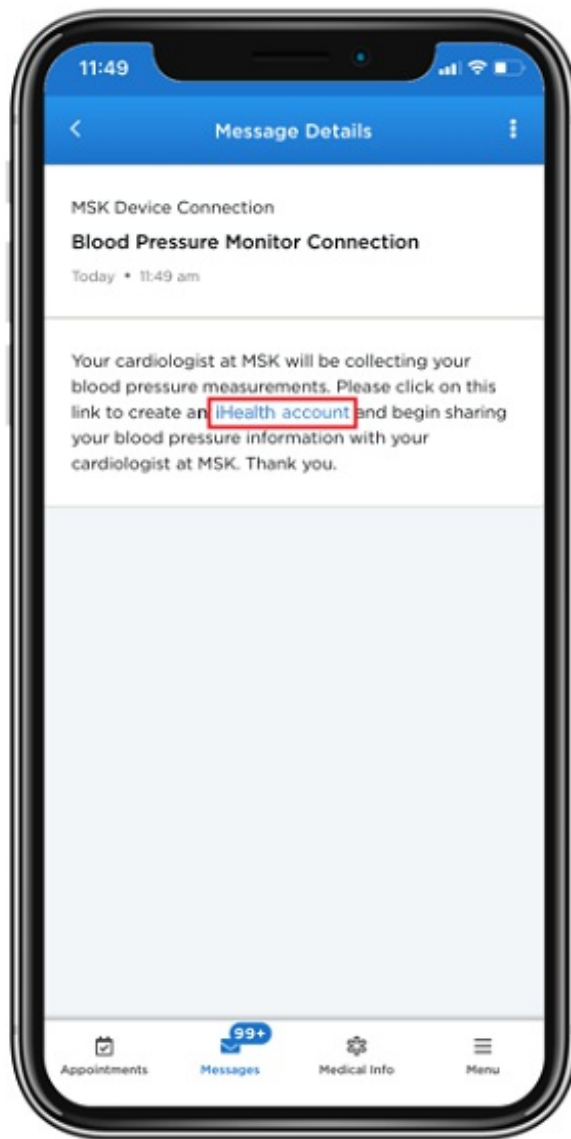 11:49
Message Details
MSK Device Connection
Blood Pressure Monitor Connection
Today • 11:49 am
Your cardiologist at MSK will be collecting your
blood pressure measurements. Please click on this
link to create an iHealth account and begin sharing
your blood pressure information with your
cardiologist at MSK. Thank you.
99+
Appointments Messages Medical Info Menu